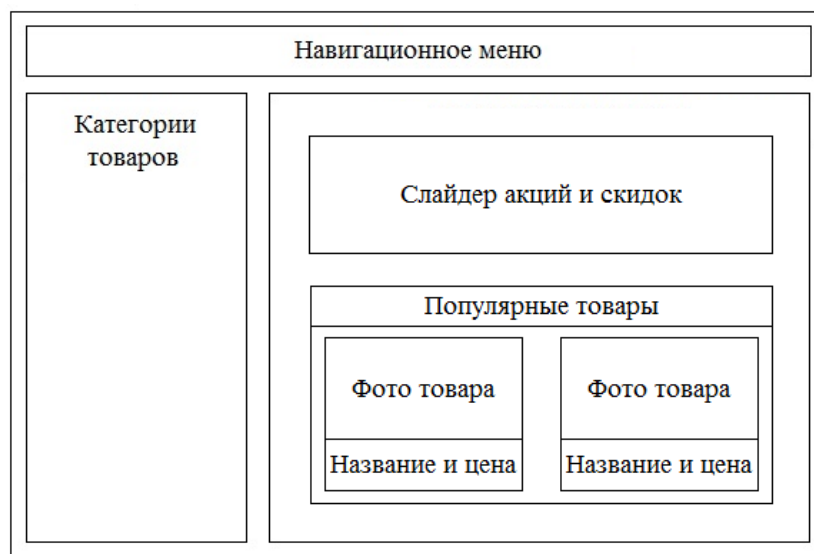 Навигационное меню
Категории
товаров
Слайдер акций и скидок
Популярные товары
Фото товара
Фото товара
Название и цена
Название и цена